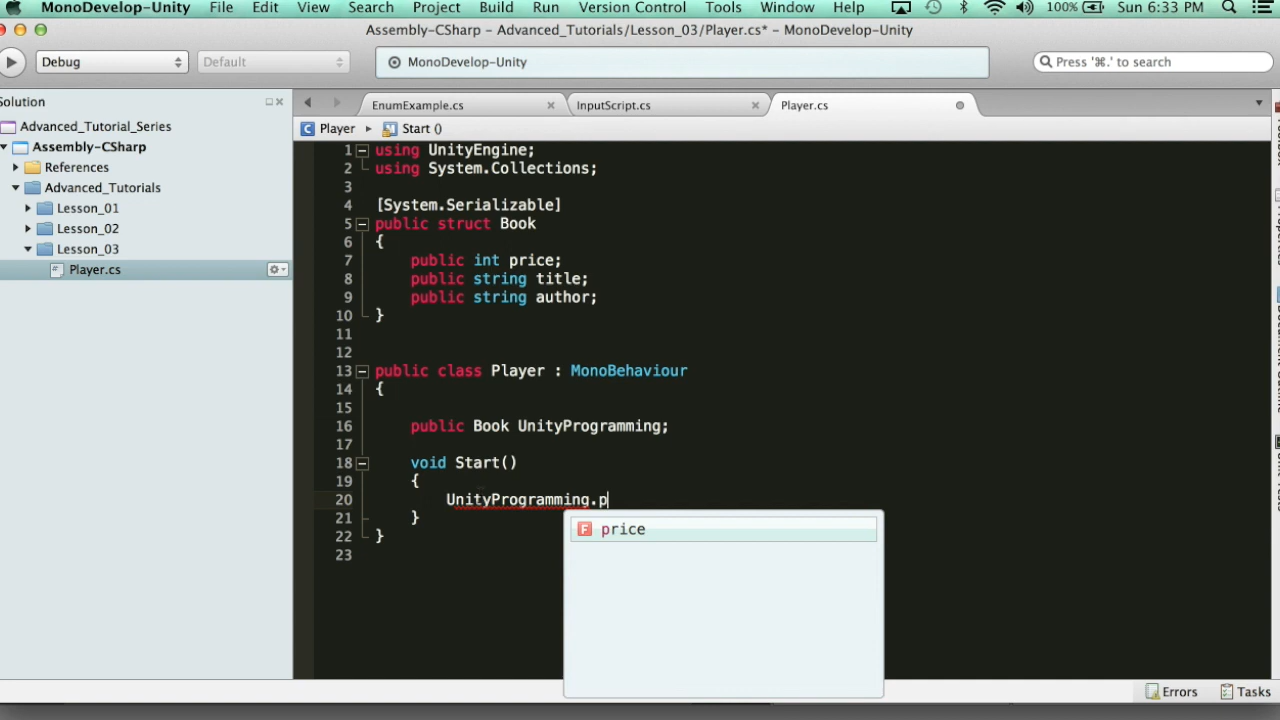 MonoDevelop-Unity File Edit View Search Project Build Run Version Control Tools Window Help 100% Sun 6:33 PM
Assembly-CSharp - Advanced_Tutorials/Lesson_03/Player.cs* - MonoDevelop-Unity
Debug Default MonoDevelop-Unity Press '⌘.' to search
Solution
EnumExample.cs InputScript.cs Player.cs
Advanced_Tutorial_Series
Assembly-CSharp
References
Advanced_Tutorials
Lesson_01
Lesson_02
Lesson_03
Player.cs
Player Start ()
1 using UnityEngine;
2 using System.Collections;
3
4 [System.Serializable]
5 public struct Book
6 {
7 public int price;
8 public string title;
9 public string author;
10 }
11
12
13 public class Player : MonoBehaviour
14 {
15
16 public Book UnityProgramming;
17
18 void Start()
19 {
20 UnityProgramming.p
21 }
22 }
23
price
Errors Tasks